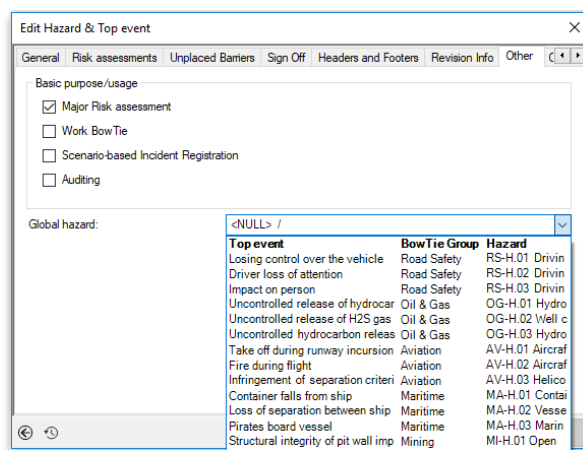 Edit Hazard & Top event
General Risk assessments Unplaced Barriers Sign Off Headers and Footers Revision Info Other
Basic purpose/usage
Major Risk assessment
Work BowTie
Scenario-based Incident Registration
Auditing
Global hazard: <NULL> /
Top event BowTie Group Hazard
Losing control over the vehicle Road Safety RS-H.01 Drivin
Driver loss of attention Road Safety RS-H.02 Drivin
Impact on person Road Safety RS-H.03 Drivin
Uncontrolled release of hydrocar Oil & Gas OG-H.01 Hydro
Uncontrolled release of H2S gas Oil & Gas OG-H.02 Well c
Uncontrolled hydrocarbon releas Oil & Gas OG-H.03 Hydro
Take off during runway incursion Aviation AV-H.01 Aircraf
Fire during flight Aviation AV-H.02 Aircraf
Infringement of separation criteri Aviation AV-H.03 Helico
Container falls from ship Maritime MA-H.01 Contai
Loss of separation between ship Maritime MA-H.02 Vesse
Pirates board vessel Maritime MA-H.03 Marin
Structural integrity of pit wall imp Mining MI-H.01 Open